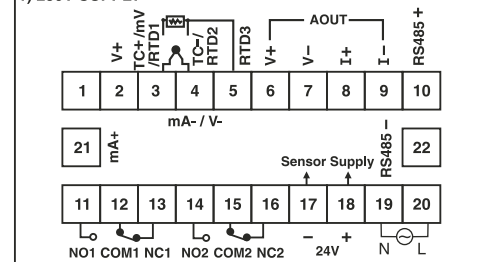 AOUT
V+
TC+/mV
/RTD1
TC-/
RTD2
RTD3
V+
V-
I+
I-
RS485+
1 2 3 4 5 6 7 8 9 10
mA- / V-
21
mA+
Sensor Supply
RS485-
22
11 12 13 14 15 16 17 18 19 20
NO1 COM1 NC1 NO2 COM2 NC2
- +
24V
N L